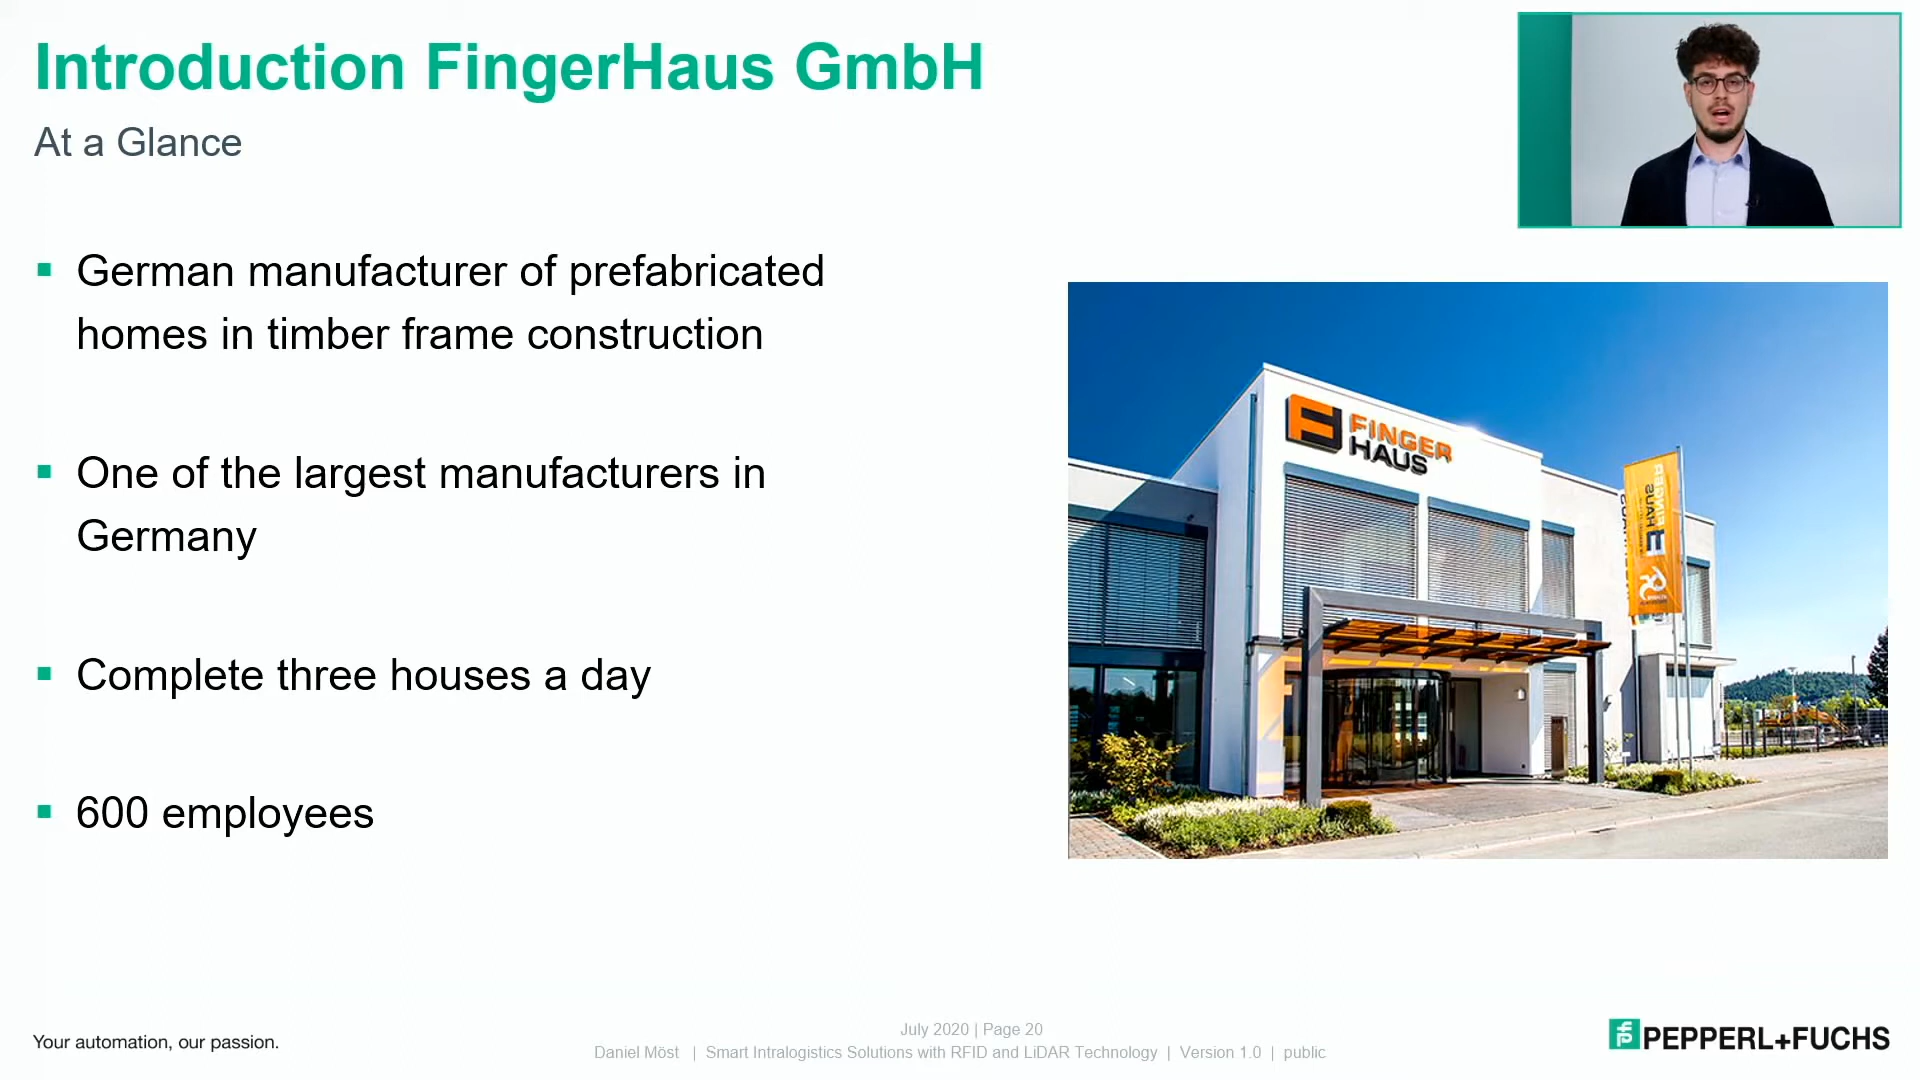 Introduction FingerHaus GmbH
At a Glance
▪ German manufacturer of prefabricated
homes in timber frame construction
▪ One of the largest manufacturers in
Germany
▪ Complete three houses a day
▪ 600 employees
FINGER
HAUS
FINGER
HAUS
Your automation, our passion.
July 2020 | Page 20
Daniel Möst | Smart Intralogistics Solutions with RFID and LiDAR Technology | Version 1.0 | public
PEPPERL+FUCHS